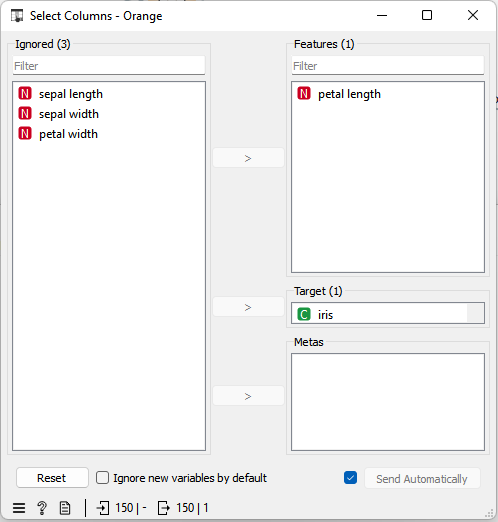 Select Columns - Orange
Ignored (3)
Filter
N sepal length
N sepal width
N petal width
>
>
>
Features (1)
Filter
N petal length
Target (1)
C iris
Metas
Reset
Ignore new variables by default
Send Automatically
? 150 | - 150 | 1